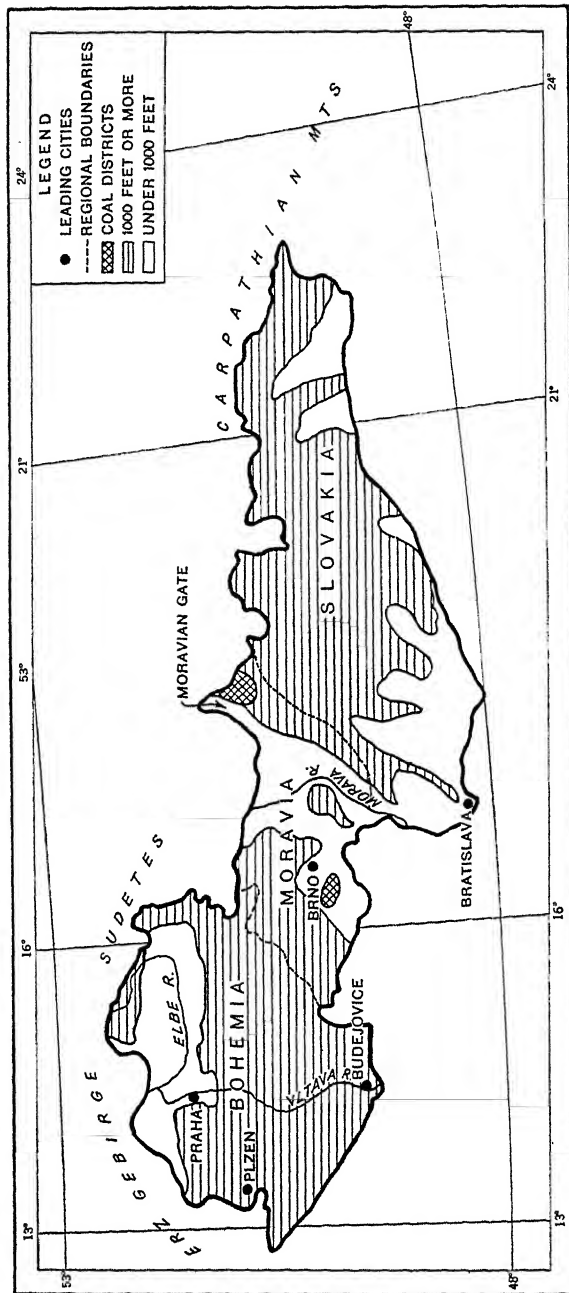 LEGEND
LEADING CITIES
REGIONAL BOUNDARIES
COAL DISTRICTS
1000 FEET OR MORE
UNDER 1000 FEET
53°
53
13°
16°
21°
24°
13°
16°
21°
24°
48°
48°
ERZ GEBIRGE
SUDETES
MORAVIAN GATE
CARPATHIAN MTS
ELBE R.
PRAHA
PLZEN
BOHEMIA
VLTAVA R.
BUDEJOVICE
MORAVIA
BRNO
MORAVA R.
BRATISLAVA
SLOVAKIA